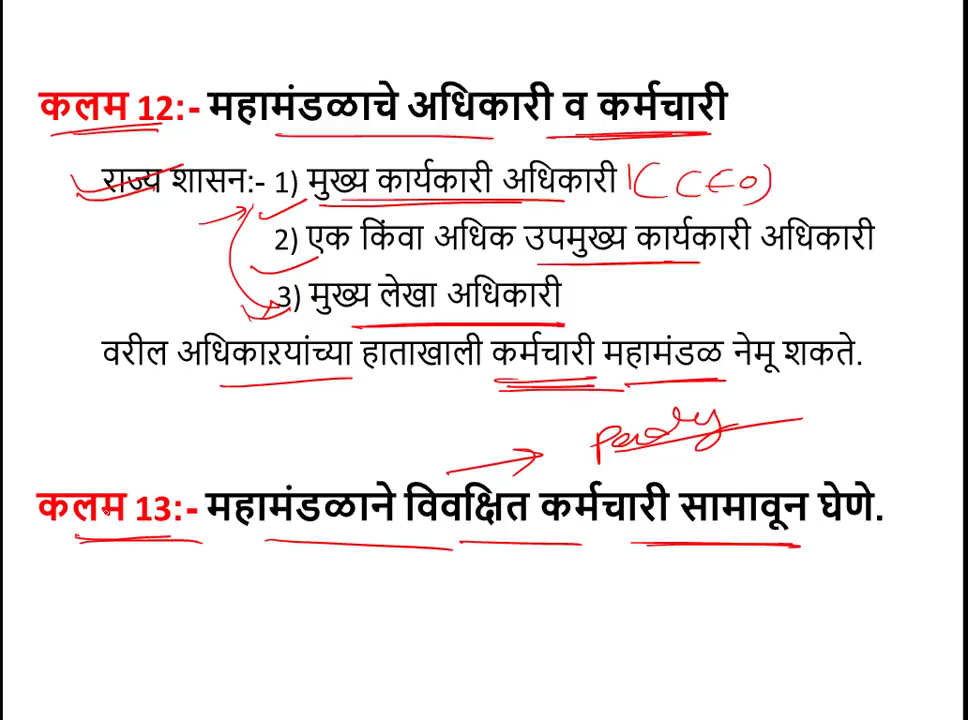 कलम 12:- महामंडळाचे अधिकारी व कर्मचारी
राज्य शासन:- 1) मुख्य कार्यकारी अधिकारी (CEO)
2) एक किंवा अधिक उपमुख्य कार्यकारी अधिकारी
3) मुख्य लेखा अधिकारी
वरील अधिकाऱयांच्या हाताखाली कर्मचारी महामंडळ नेमू शकते.
कलम 13:- महामंडळाने विवक्षित कर्मचारी सामावून घेणे.